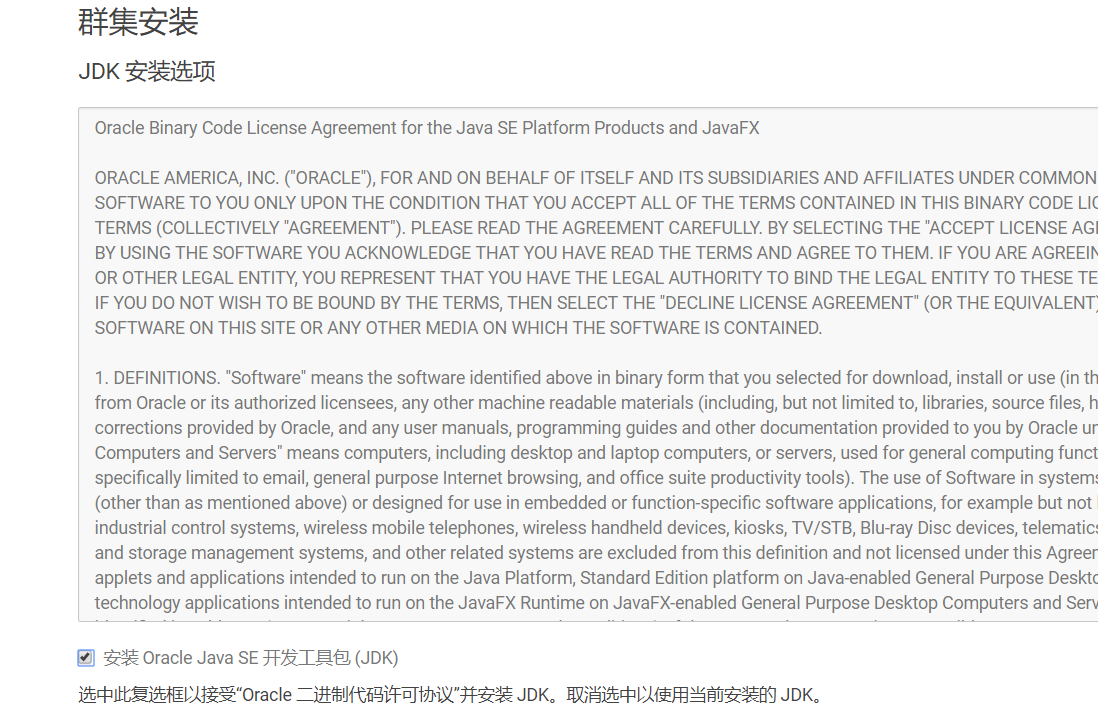 群集安装
JDK 安装选项
Oracle Binary Code License Agreement for the Java SE Platform Products and JavaFX
ORACLE AMERICA, INC. ("ORACLE"), FOR AND ON BEHALF OF ITSELF AND ITS SUBSIDIARIES AND AFFILIATES UNDER COMMON
SOFTWARE TO YOU ONLY UPON THE CONDITION THAT YOU ACCEPT ALL OF THE TERMS CONTAINED IN THIS BINARY CODE LIC
TERMS (COLLECTIVELY "AGREEMENT"). PLEASE READ THE AGREEMENT CAREFULLY. BY SELECTING THE "ACCEPT LICENSE AG
BY USING THE SOFTWARE YOU ACKNOWLEDGE THAT YOU HAVE READ THE TERMS AND AGREE TO THEM. IF YOU ARE AGREEIN
OR OTHER LEGAL ENTITY, YOU REPRESENT THAT YOU HAVE THE LEGAL AUTHORITY TO BIND THE LEGAL ENTITY TO THESE TE
IF YOU DO NOT WISH TO BE BOUND BY THE TERMS, THEN SELECT THE "DECLINE LICENSE AGREEMENT" (OR THE EQUIVALENT)
SOFTWARE ON THIS SITE OR ANY OTHER MEDIA ON WHICH THE SOFTWARE IS CONTAINED.
1. DEFINITIONS. "Software" means the software identified above in binary form that you selected for download, install or use (in th
from Oracle or its authorized licensees, any other machine readable materials (including, but not limited to, libraries, source files, h
corrections provided by Oracle, and any user manuals, programming guides and other documentation provided to you by Oracle un
Computers and Servers" means computers, including desktop and laptop computers, or servers, used for general computing funct
specifically limited to email, general purpose Internet browsing, and office suite productivity tools). The use of Software in systems
(other than as mentioned above) or designed for use in embedded or function-specific software applications, for example but not
industrial control systems, wireless mobile telephones, wireless handheld devices, kiosks, TV/STB, Blu-ray Disc devices, telematics
and storage management systems, and other related systems are excluded from this definition and not licensed under this Agreem
applets and applications intended to run on the Java Platform, Standard Edition platform on Java-enabled General Purpose Deskto
technology applications intended to run on the JavaFX Runtime on JavaFX-enabled General Purpose Desktop Computers and Serv
安装 Oracle Java SE 开发工具包 (JDK)
选中此复选框以接受“Oracle 二进制代码许可协议”并安装 JDK。取消选中以使用当前安装的 JDK。